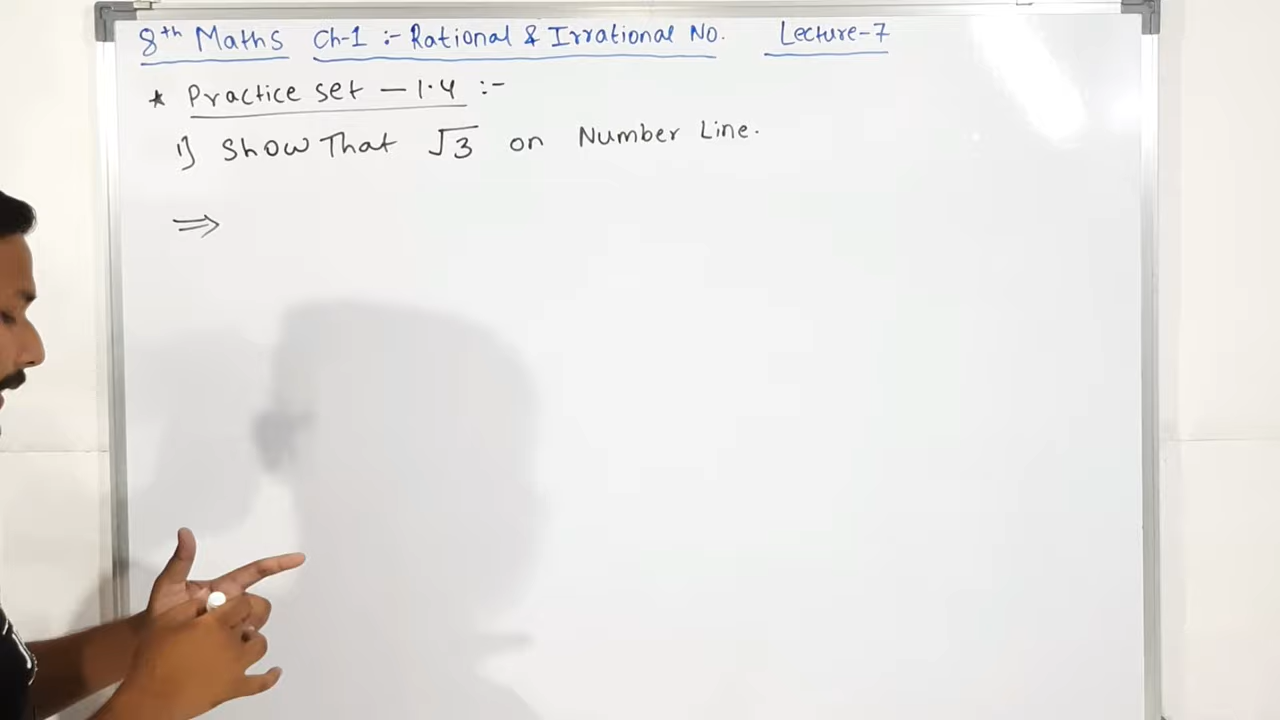 8th Maths Ch-1 :- Rational & Irrational No. Lecture-7
* Practice set - 1.4 :-
1) Show That √3 on Number Line.
⇒